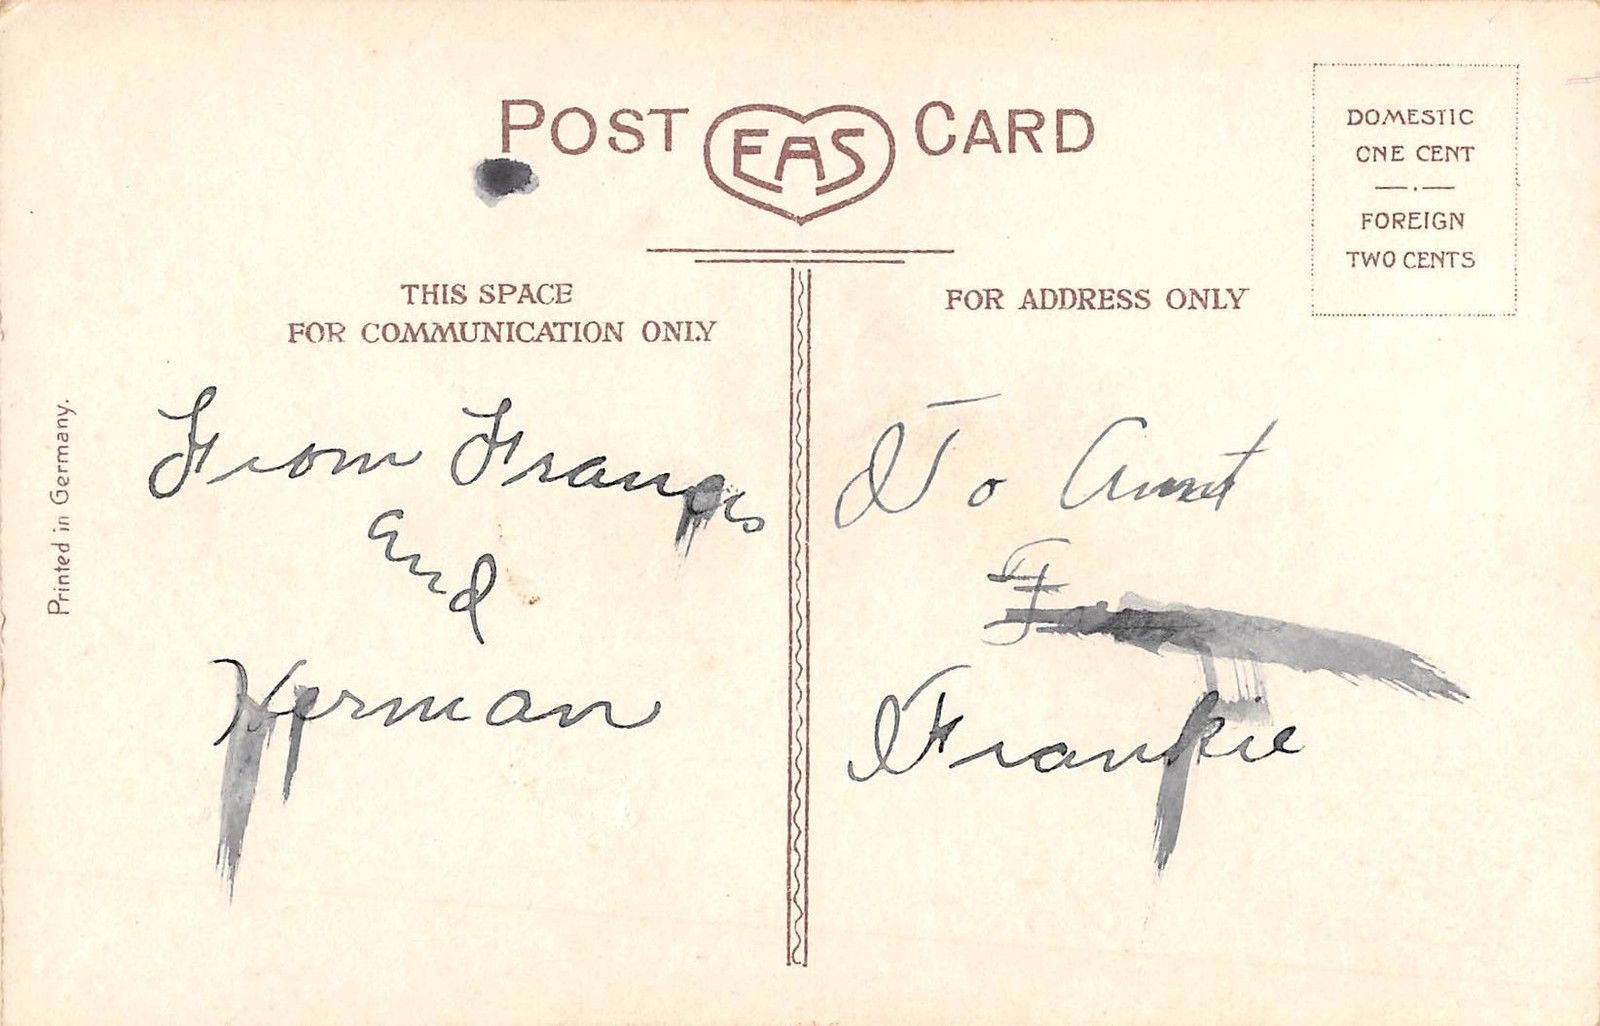 POST EAS CARD
DOMESTIC
ONE CENT
FOREIGN
TWO CENTS
THIS SPACE
FOR COMMUNICATION ONLY
FOR ADDRESS ONLY
Printed in Germany.
From Francis
and
Herman
To Aunt
Frankie